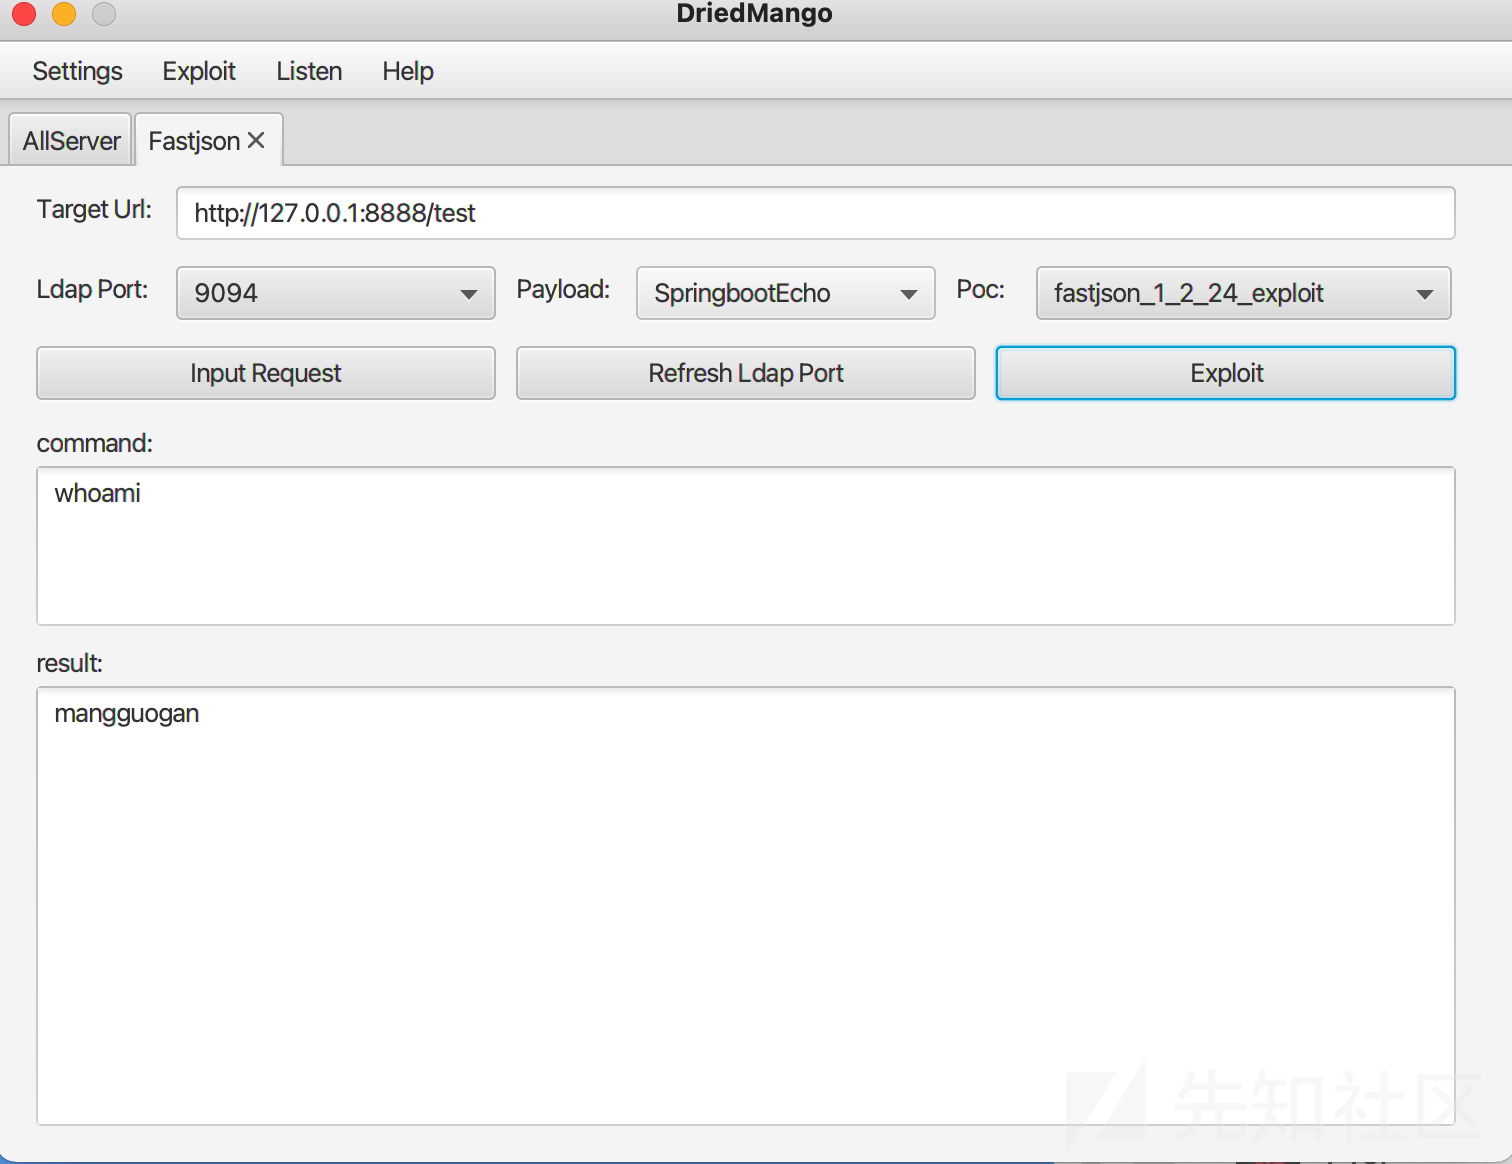 DriedMango
Settings Exploit Listen Help
AllServer Fastjson
Target Url: http://127.0.0.1:8888/test
Ldap Port: 9094 Payload: SpringbootEcho Poc: fastjson_1_2_24_exploit
Input Request Refresh Ldap Port Exploit
command:
whoami
result:
mangguogan
先知社区